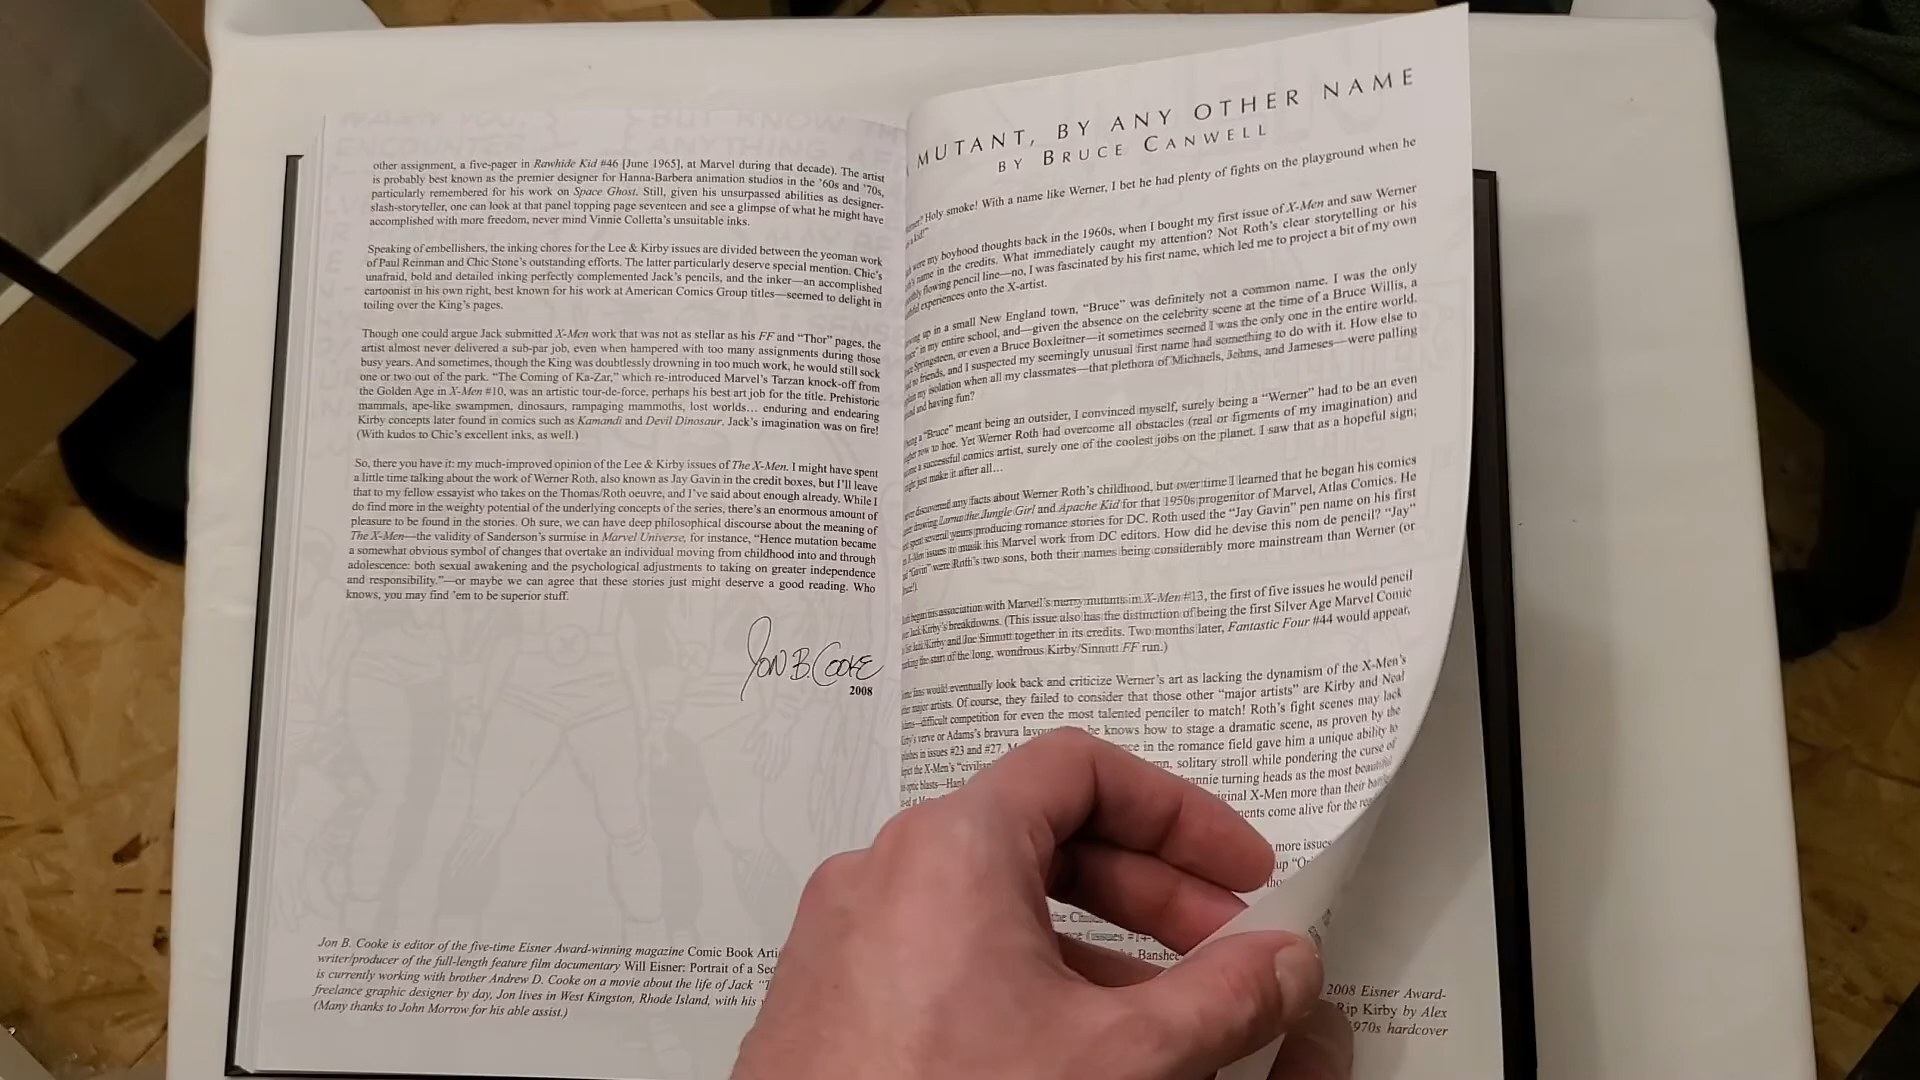 other assignment, a five-pager in Rawhide Kid #46 [June 1965], at Marvel during that decade). The artist
is probably best known as the premier designer for Hanna-Barbera animation studios in the '60s and '70s,
particularly remembered for his work on Space Ghost. Still, given his unsurpassed abilities as designer-
slash-storyteller, one can look at that panel topping page seventeen and see a glimpse of what he might have
accomplished with more freedom, never mind Vinnie Colletta's unsuitable inks.
Speaking of embellishers, the inking chores for the Lee & Kirby issues are divided between the yeoman work
of Paul Reinman and Chic Stone's outstanding efforts. The latter particularly deserve special mention. Chic's
unafraid, bold and detailed inking perfectly complemented Jack's pencils, and the inker—an accomplished
cartoonist in his own right, best known for his work at American Comics Group titles—seemed to delight in
toiling over the King's pages.
Though one could argue Jack submitted X-Men work that was not as stellar as his FF and “Thor” pages, the
artist almost never delivered a sub-par job, even when hampered with too many assignments during those
busy years. And sometimes, though the King was doubtlessly drowning in too much work, he would still sock
one or two out of the park. “The Coming of Ka-Zar,” which re-introduced Marvel's Tarzan knock-off from
the Golden Age in X-Men #10, was an artistic tour-de-force, perhaps his best art job for the title. Prehistoric
mammals, ape-like swampmen, dinosaurs, rampaging mammoths, lost worlds... enduring and endearing
Kirby concepts later found in comics such as Kamandi and Devil Dinosaur. Jack's imagination was on fire!
(With kudos to Chic's excellent inks, as well.)
So, there you have it: my much-improved opinion of the Lee & Kirby issues of The X-Men. I might have spent
a little time talking about the work of Werner Roth, also known as Jay Gavin in the credit boxes, but I'll leave
that to my fellow essayist who takes on the Thomas/Roth oeuvre, and I've said about enough already. While I
do find more in the weighty potential of the underlying concepts of the series, there's an enormous amount of
pleasure to be found in the stories. Oh sure, we can have deep philosophical discourse about the meaning of
The X-Men—the validity of Sanderson's surmise in Marvel Universe, for instance, “Hence mutation became
a somewhat obvious symbol of changes that overtake an individual moving from childhood into and through
adolescence: both sexual awakening and the psychological adjustments to taking on greater independence
and responsibility.”—or maybe we can agree that these stories just might deserve a good reading. Who
knows, you may find 'em to be superior stuff.
JON B. COOKE
2008
Jon B. Cooke is editor of the five-time Eisner Award-winning magazine Comic Book Arti
writer/producer of the full-length feature film documentary Will Eisner: Portrait of a Seq
is currently working with brother Andrew D. Cooke on a movie about the life of Jack “
freelance graphic designer by day, Jon lives in West Kingston, Rhode Island, with his
(Many thanks to John Morrow for his able assist.)
MUTANT, BY ANY OTHER NAME
BY BRUCE CANWELL
Holy smoke! With a name like Werner, I bet he had plenty of fights on the playground when he
were my boyhood thoughts back in the 1960s, when I bought my first issue of X-Men and saw Werner
name in the credits. What immediately caught my attention? Not Roth's clear storytelling or his
flowing pencil line—no, I was fascinated by his first name, which led me to project a bit of my own
experiences onto the X-artist.
up in a small New England town, “Bruce” was definitely not a common name. I was the only
in my entire school, and—given the absence on the celebrity scene at the time of a Bruce Willis, a
Springsteen, or even a Bruce Boxleitner—it sometimes seemed I was the only one in the entire world.
no friends, and I suspected my seemingly unusual first name had something to do with it. How else to
my isolation when all my classmates—that plethora of Michaels, Johns, and Jameses—were palling
and having fun?
a “Bruce” meant being an outsider, I convinced myself, surely being a “Werner” had to be an even
row to hoe. Yet Werner Roth had overcome all obstacles (real or figments of my imagination) and
a successful comics artist, surely one of the coolest jobs on the planet. I saw that as a hopeful sign;
just make it after all...
discovered any facts about Werner Roth's childhood, but over time I learned that he began his comics
drawing Lorna the Jungle Girl and Apache Kid for that 1950s progenitor of Marvel, Atlas Comics. He
spent several years producing romance stories for DC. Roth used the “Jay Gavin” pen name on his first
issues to mask his Marvel work from DC editors. How did he devise this nom de pencil? “Jay”
“Gavin” were Roth's two sons, both their names being considerably more mainstream than Werner (or
began his association with Marvel's merry mutants in X-Men #13, the first of five issues he would pencil
over Jack Kirby's breakdowns. (This issue also has the distinction of being the first Silver Age Marvel Comic
to list Jack Kirby and Joe Sinnott together in its credits. Two months later, Fantastic Four #44 would appear,
marking the start of the long, wondrous Kirby/Sinnott FF run.)
fans would eventually look back and criticize Werner's art as lacking the dynamism of the X-Men's
major artists. Of course, they failed to consider that those other “major artists” are Kirby and Neal
—difficult competition for even the most talented penciler to match! Roth's fight scenes may lack
Kirby's verve or Adams's bravura he knows how to stage a dramatic scene, as proven by the
in issues #23 and #27. in the romance field gave him a unique ability to
the X-Men's “civilian solitary stroll while pondering the curse of
optic blasts—Hank turning heads as the most beautiful
original X-Men more than their
come alive for the
more issues
up
the
(issues #14-
Banshee
2008 Eisner Award-
Rip Kirby by Alex
1970s hardcover